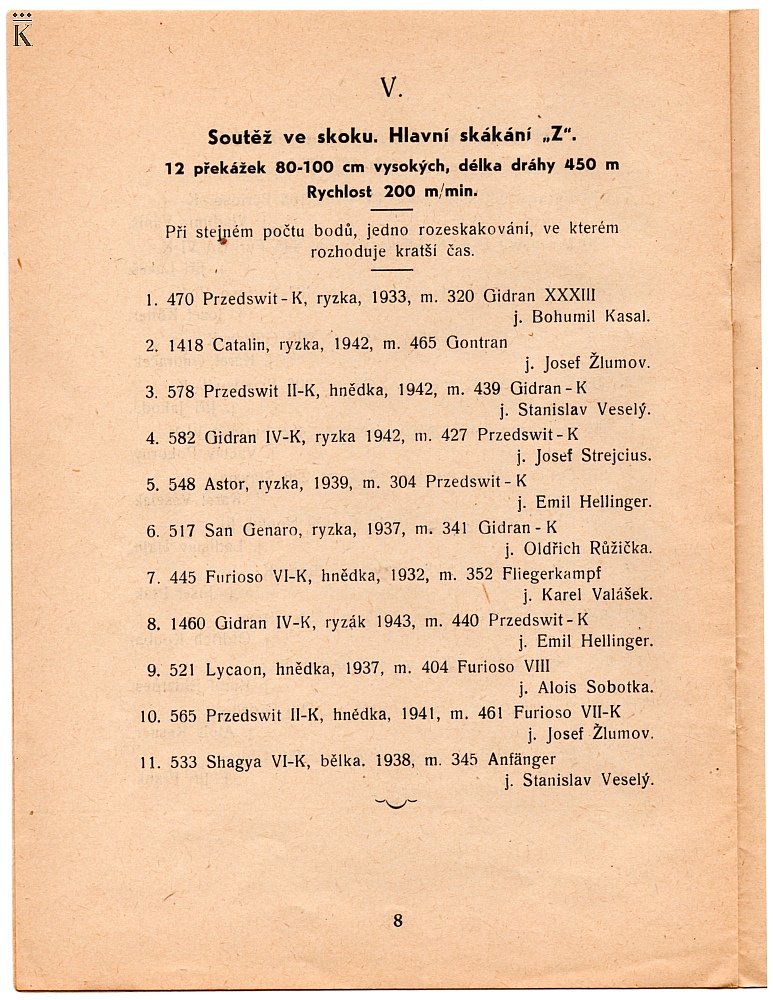 K
V.
Soutěž ve skoku. Hlavní skákání „Z“.
12 překážek 80-100 cm vysokých, délka dráhy 450 m
Rychlost 200 m/min.
Při stejném počtu bodů, jedno rozeskakování, ve kterém
rozhoduje kratší čas.
1. 470 Przedswit-K, ryzka, 1933, m. 320 Gidran XXXIII
j. Bohumil Kasal.
2. 1418 Catalin, ryzka, 1942, m. 465 Gontran
j. Josef Žlumov.
3. 578 Przedswit II-K, hnědka, 1942, m. 439 Gidran-K
j. Stanislav Veselý.
4. 582 Gidran IV-K, ryzka 1942, m. 427 Przedswit-K
j. Josef Strejcius.
5. 548 Astor, ryzka, 1939, m. 304 Przedswit-K
j. Emil Hellinger.
6. 517 San Genaro, ryzka, 1937, m. 341 Gidran-K
j. Oldřich Růžička.
7. 445 Furioso VI-K, hnědka, 1932, m. 352 Fliegerkampf
j. Karel Valášek.
8. 1460 Gidran IV-K, ryzák 1943, m. 440 Przedswit-K
j. Emil Hellinger.
9. 521 Lycaon, hnědka, 1937, m. 404 Furioso VIII
j. Alois Sobotka.
10. 565 Przedswit II-K, hnědka, 1941, m. 461 Furioso VII-K
j. Josef Žlumov.
11. 533 Shagya VI-K, bělka. 1938, m. 345 Anfänger
j. Stanislav Veselý.
8